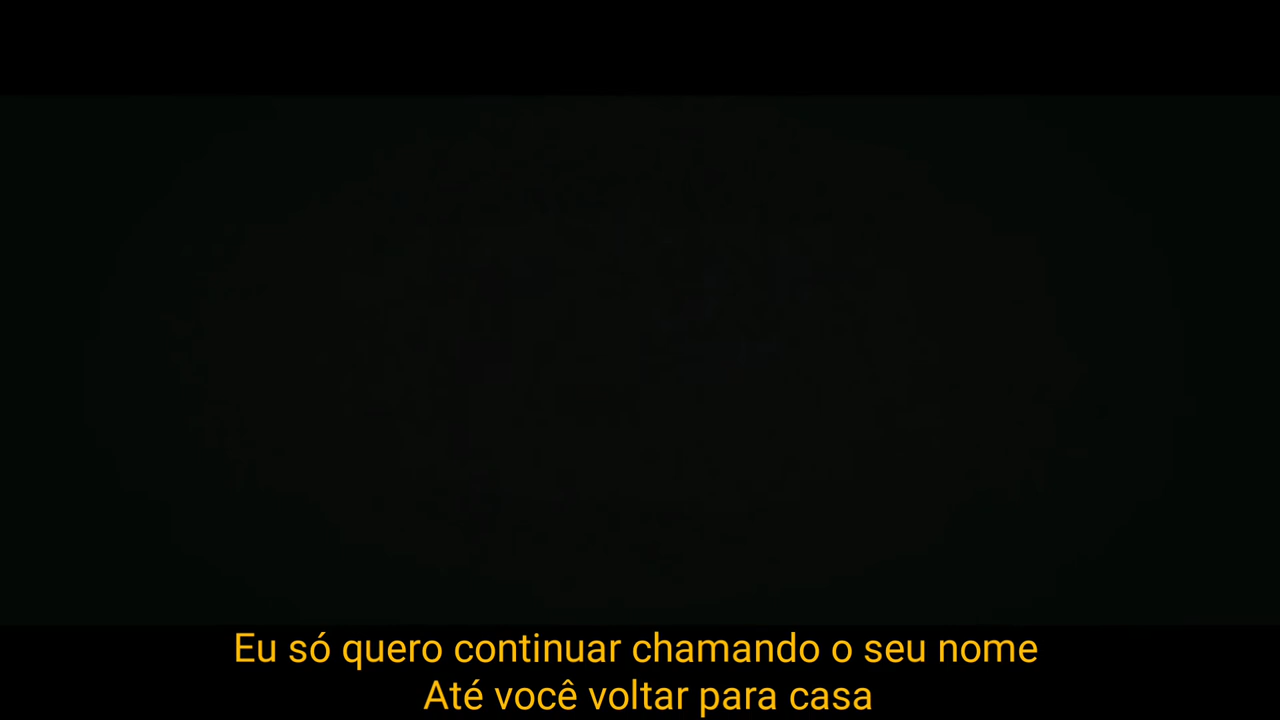 Eu só quero continuar chamando o seu nome
Até você voltar para casa